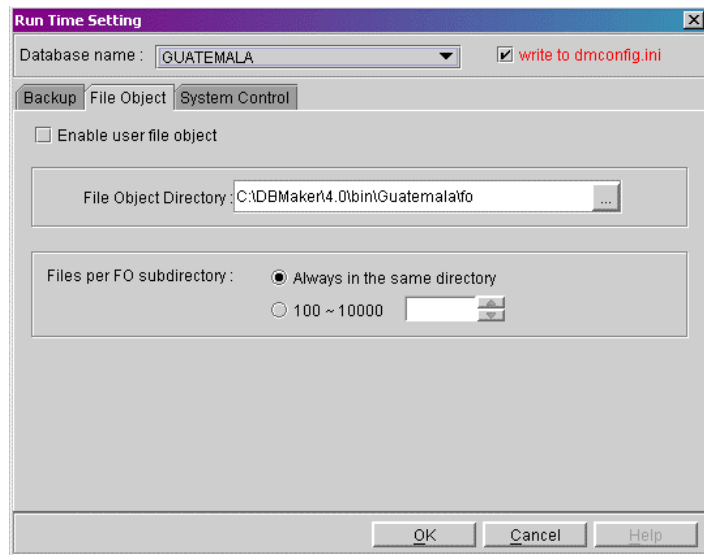 Run Time Setting
Database name : GUATEMALA write to dmconfig.ini
Backup File Object System Control
Enable user file object
File Object Directory : C:\DBMaker\4.0\bin\Guatemala\fo ...
Files per FO subdirectory : Always in the same directory
100 ~ 10000
OK Cancel Help